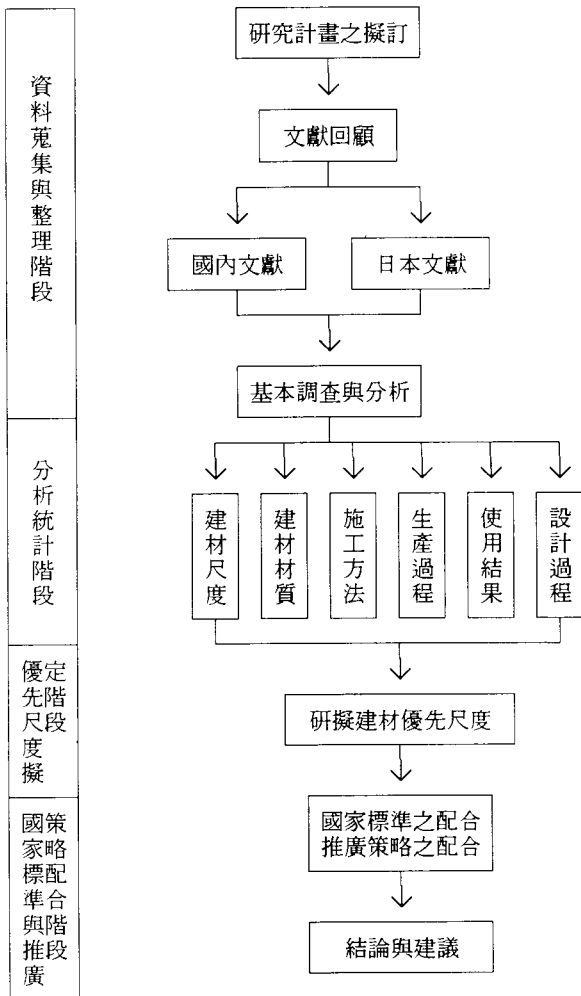 資料蒐集與整理階段
研究計畫之擬訂
文獻回顧
國內文獻
日本文獻
基本調查與分析
分析統計階段
建材尺度
建材材質
施工方法
生產過程
使用結果
設計過程
優先尺度擬
定階段
研擬建材優先尺度
國家標準與推廣
策略配合階段
國家標準之配合
推廣策略之配合
結論與建議